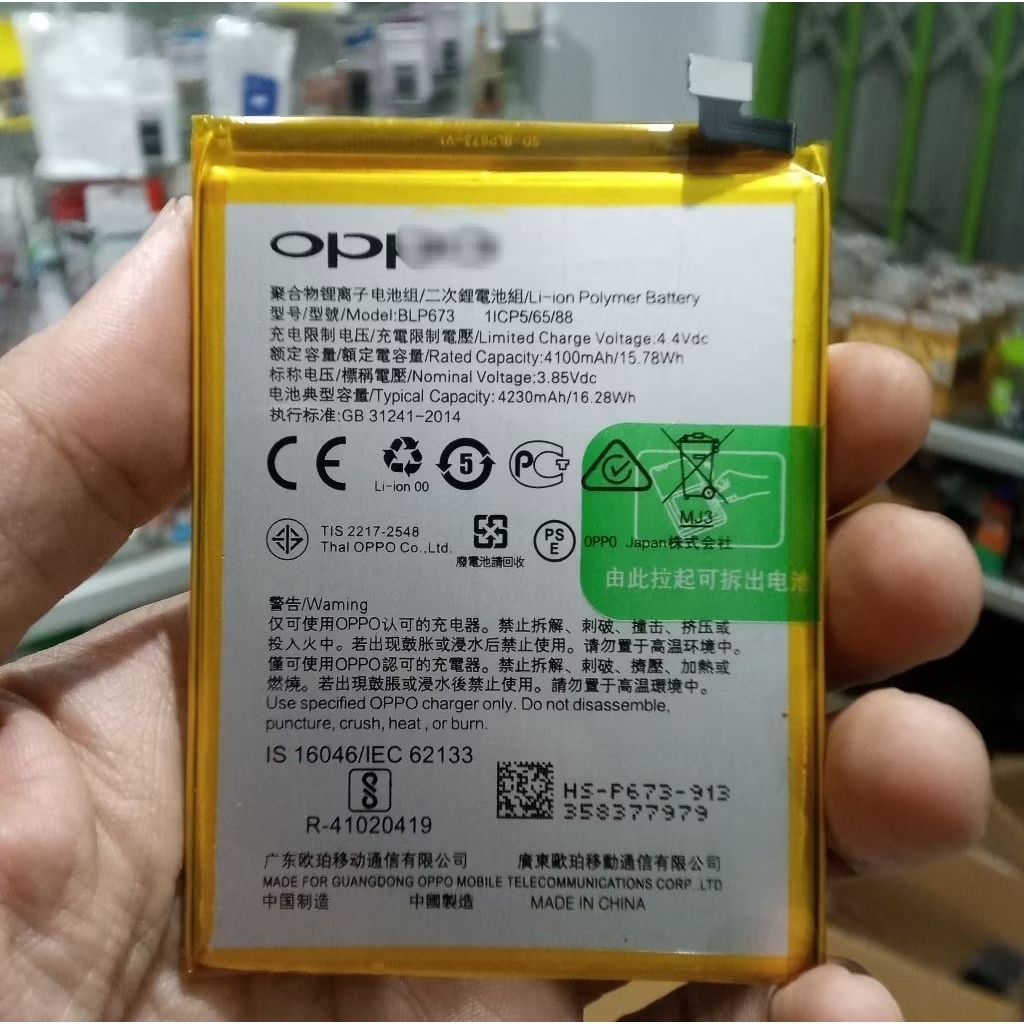 SD-BLP673-V1
聚合物锂离子电池组/二次鋰電池組/Li-ion Polymer Battery
型号/型號/Model:BLP673 1ICP5/65/88
充电限制电压/充電限制電壓/Limited Charge Voltage:4.4Vdc
额定容量/額定電容量/Rated Capacity:4100mAh/15.78Wh
标称电压/標稱電壓/Nominal Voltage:3.85Vdc
电池典型容量/Typical Capacity:4230mAh/16.28Wh
执行标准:GB 31241-2014
CE
Li-ion 00
5
PCT
MJ3
TIS 2217-2548
Thai OPPO Co.,Ltd.
廢電池請回收
PS
E
OPPO Japan株式会社
由此拉起可拆出电池
警告/Warning
仅可使用OPPO认可的充电器。禁止拆解、刺破、撞击、挤压或
投入火中。若出现鼓胀或浸水后禁止使用。请勿置于高温环境中。
僅可使用OPPO認可的充電器。禁止拆解、刺破、擠壓、加熱或
燃燒。若出現鼓脹或浸水後禁止使用。請勿置于高溫環境中。
Use specified OPPO charger only. Do not disassemble,
puncture, crush, heat, or burn.
IS 16046/IEC 62133
R-41020419
HS-P673-913
358377979
广东欧珀移动通信有限公司 廣東歐珀移動通信有限公司
MADE FOR GUANGDONG OPPO MOBILE TELECOMMUNICATIONS CORP.,LTD
中国制造 中國製造 MADE IN CHINA